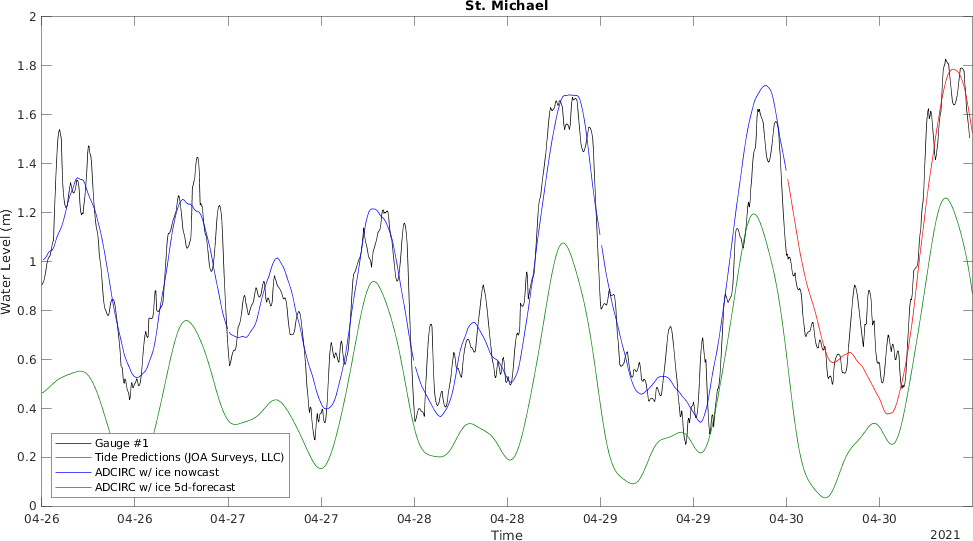 St. Michael
2
1.8
1.6
1.4
1.2
1
0.8
0.6
0.4
0.2
0
Water Level (m)
Gauge #1
Tide Predictions (JOA Surveys, LLC)
ADCIRC w/ ice nowcast
ADCIRC w/ ice 5d-forecast
04-26 04-26 04-27 04-27 04-28 04-28 04-29 04-29 04-30 04-30
Time
2021